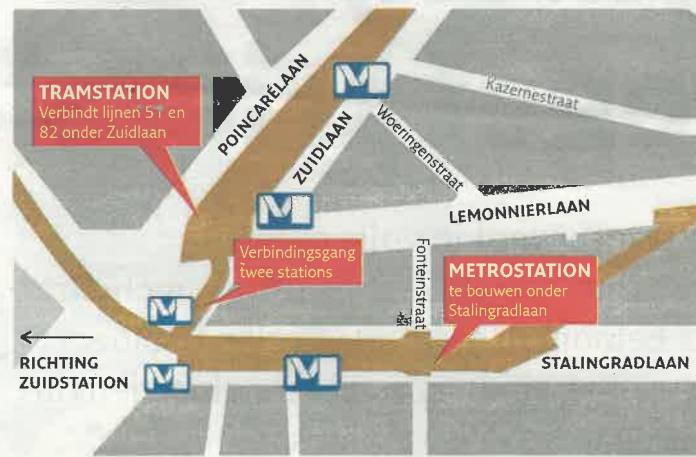 TRAMSTATION
Verbindt lijnen 51 en
82 onder Zuidlaan
POINCARÉLAAN
ZUIDLAAN
Kazernestraat
Woeringenstraat
LEMONNIERLAAN
Verbindingsgang
twee stations
Fonteinstraat
METROSTATION
te bouwen onder
Stalingradlaan
RICHTING
ZUIDSTATION
STALINGRADLAAN
M
M
M
M
M